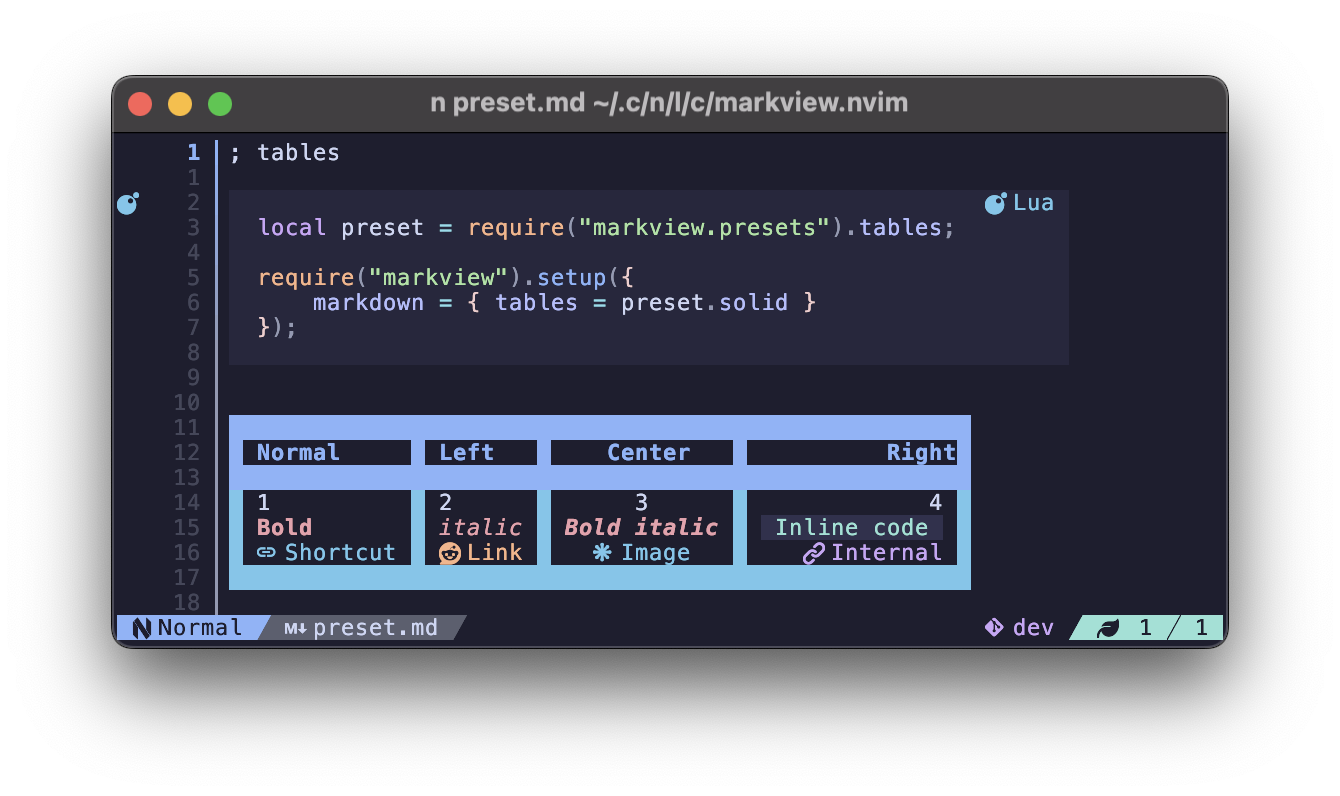 n preset.md ~/.c/n/l/c/markview.nvim
1 ; tables
1
2 Lua
3 local preset = require("markview.presets").tables;
4
5 require("markview").setup({
6     markdown = { tables = preset.solid }
7 });
8
9
10
11
12 Normal Left Center Right
13
14 1 2 3 4
15 Bold italic Bold italic Inline code
16 Shortcut Link Image Internal
17
18
Normal M↓ preset.md dev 1 / 1